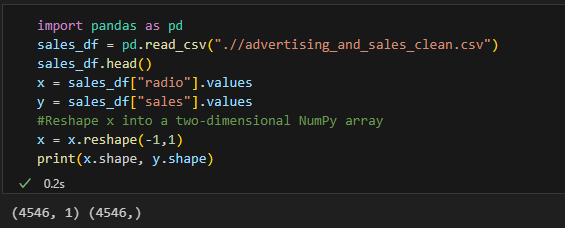 import pandas as pd
sales_df = pd.read_csv(".//advertising_and_sales_clean.csv")
sales_df.head()
x = sales_df["radio"].values
y = sales_df["sales"].values
#Reshape x into a two-dimensional NumPy array
x = x.reshape(-1,1)
print(x.shape, y.shape)
✓ 0.2s
(4546, 1) (4546,)